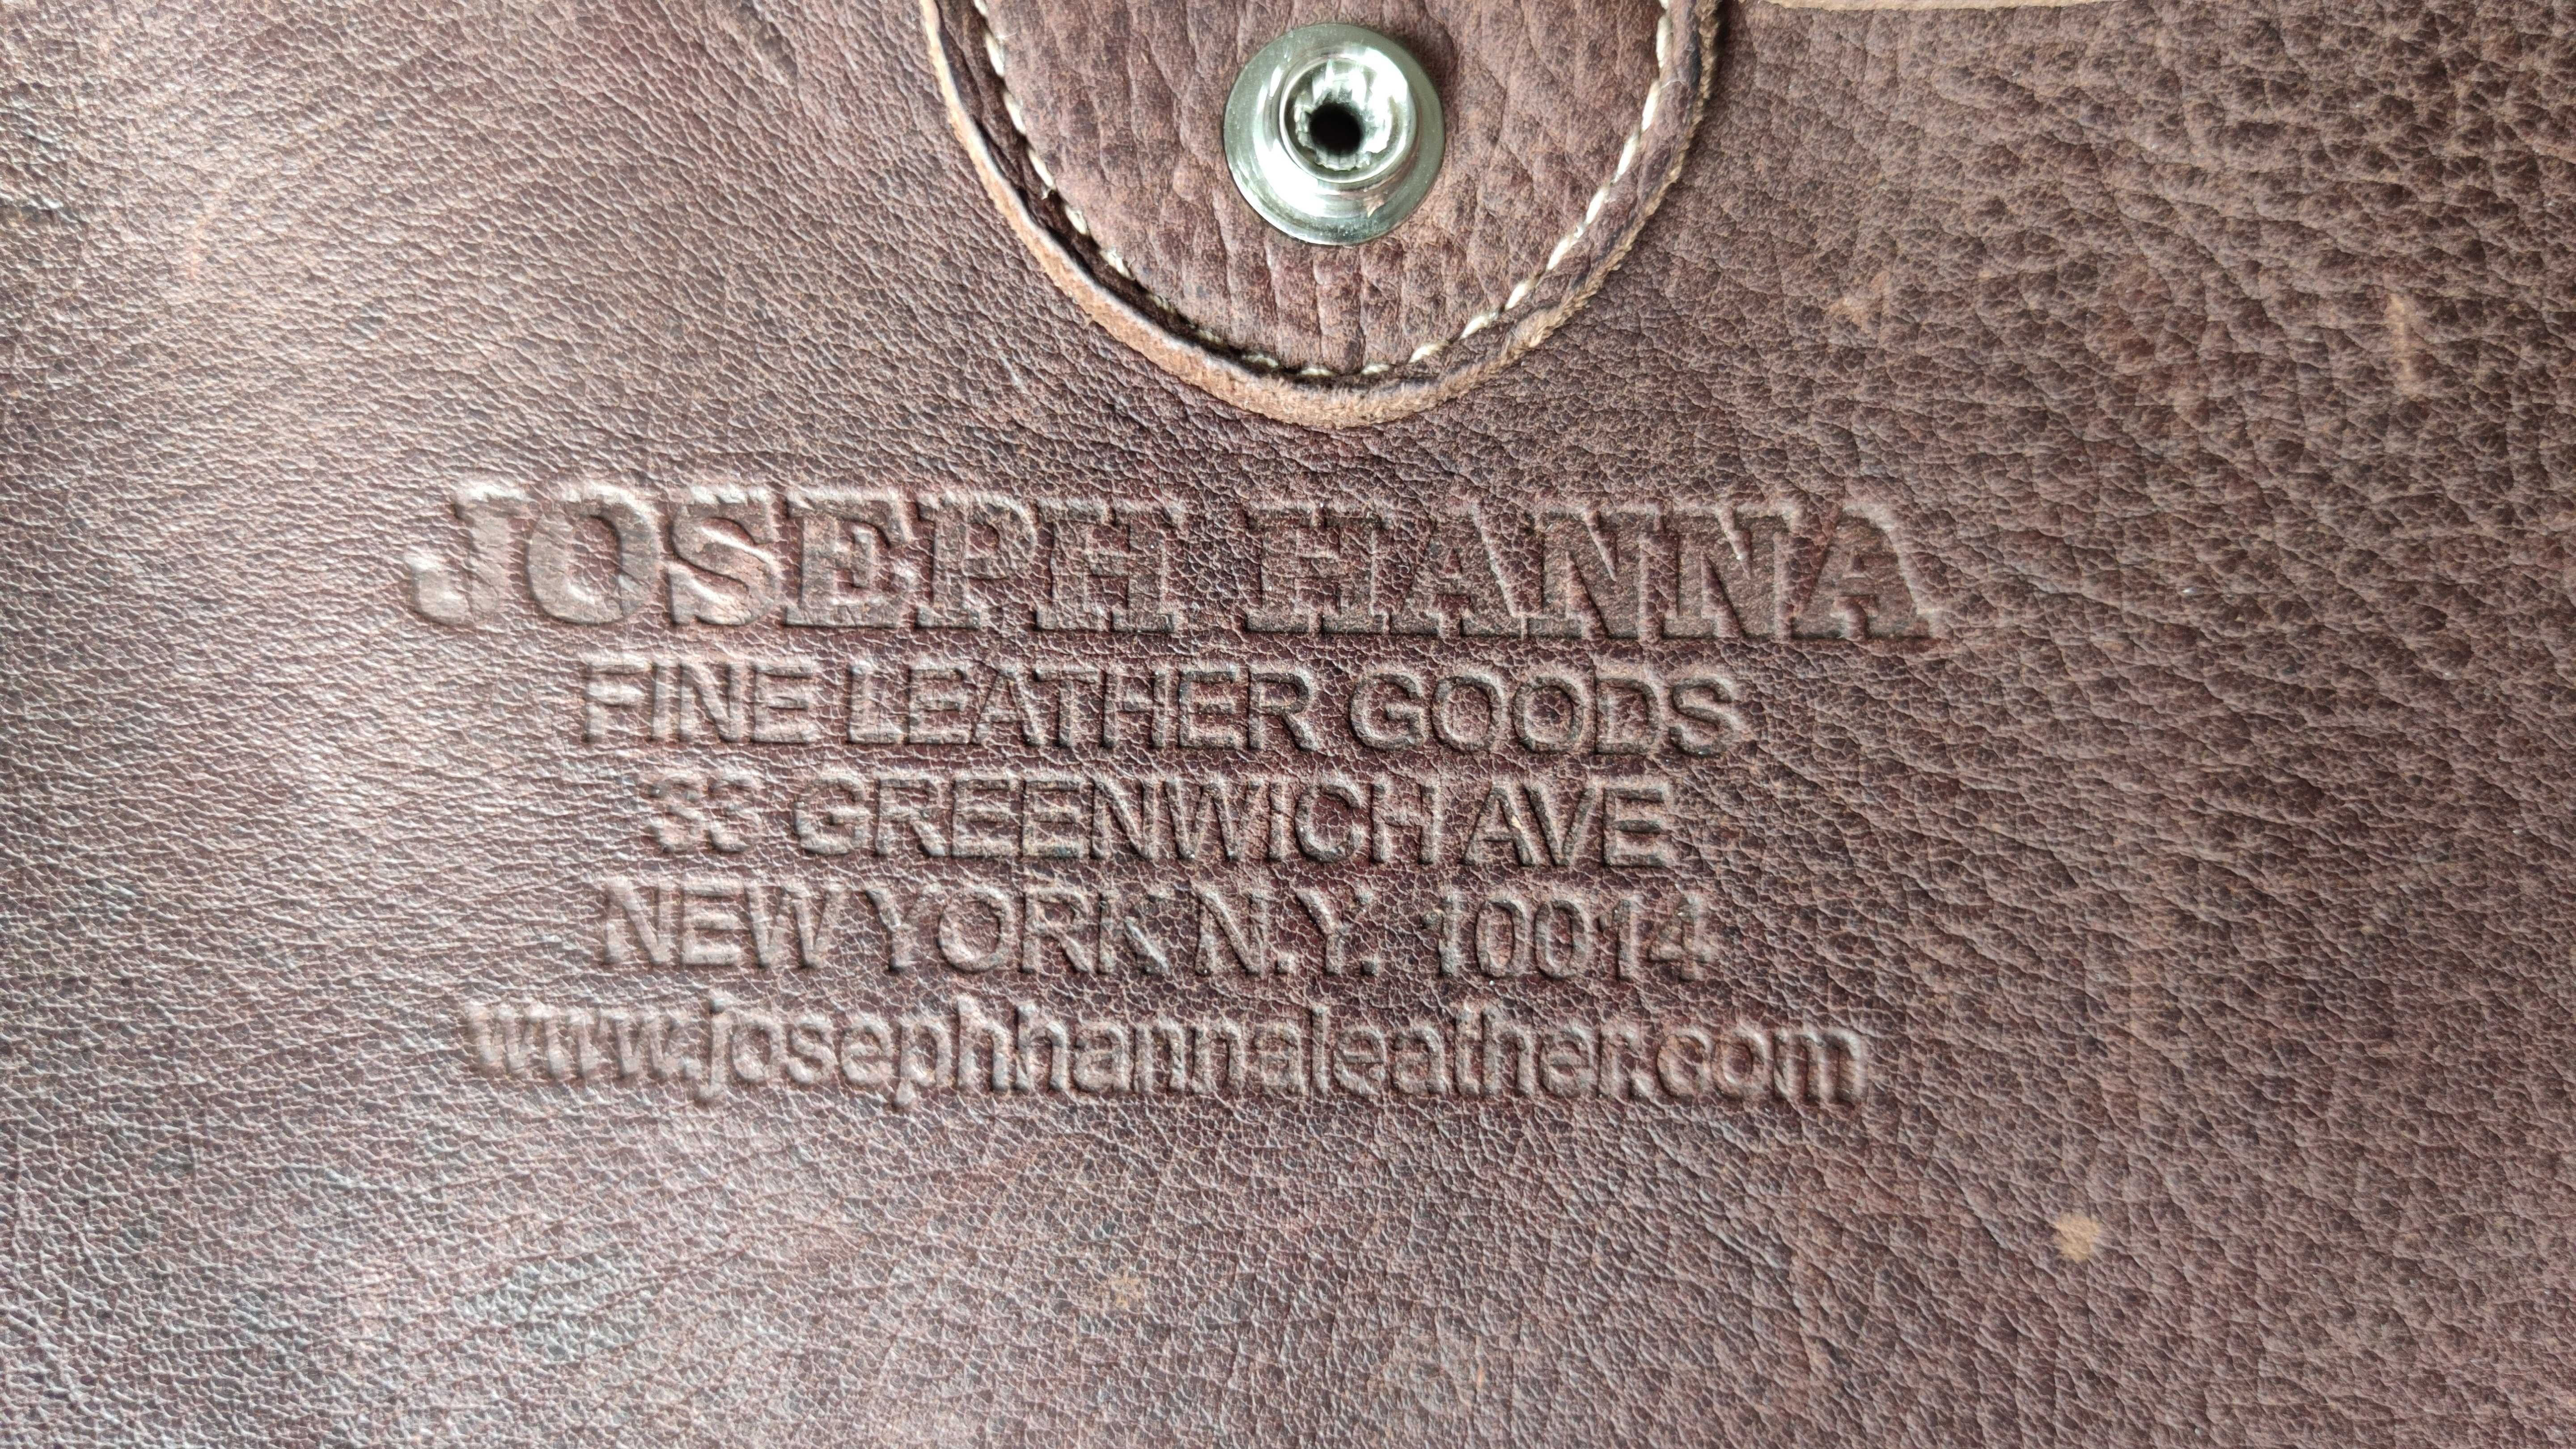 JOSEPH HANNA
FINE LEATHER GOODS
33 GREENWICH AVE
NEW YORK N.Y. 10014
www.josephhannaleather.com